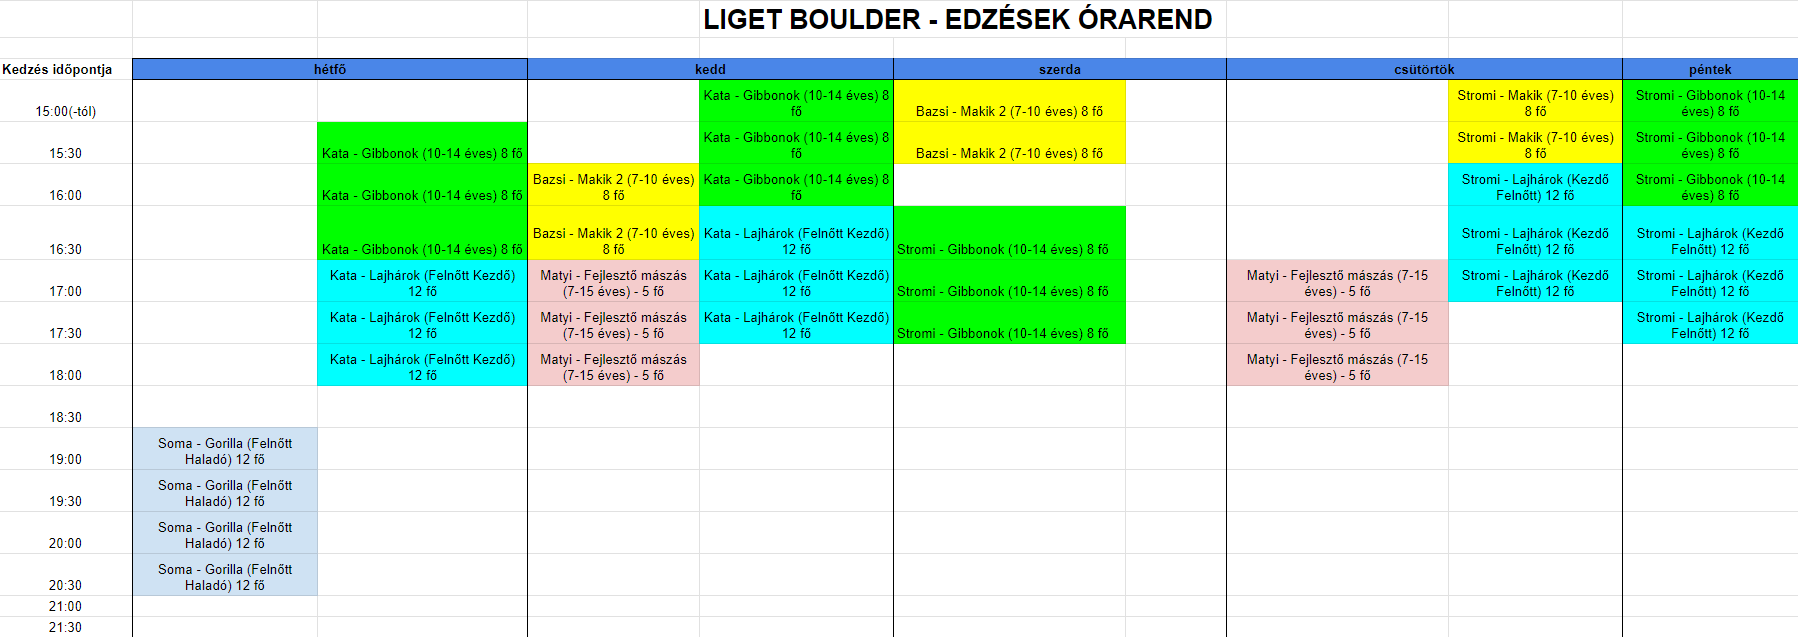 LIGET BOULDER - EDZÉSEK ÓRAREND
Kedzés időpontja
hétfő
kedd
szerda
csütörtök
péntek
15:00(-tól)
Kata - Gibbonok (10-14 éves) 8
fő
Bazsi - Makik 2 (7-10 éves) 8 fő
Stromi - Makik (7-10 éves)
8 fő
Stromi - Gibbonok (10-14
éves) 8 fő
15:30
Kata - Gibbonok (10-14 éves) 8 fő
Kata - Gibbonok (10-14 éves) 8
fő
Bazsi - Makik 2 (7-10 éves) 8 fő
Stromi - Makik (7-10 éves)
8 fő
Stromi - Gibbonok (10-14
éves) 8 fő
16:00
Kata - Gibbonok (10-14 éves) 8 fő
Bazsi - Makik 2 (7-10 éves)
8 fő
Kata - Gibbonok (10-14 éves) 8
fő
Stromi - Lajhárok (Kezdő
Felnőtt) 12 fő
Stromi - Gibbonok (10-14
éves) 8 fő
16:30
Kata - Gibbonok (10-14 éves) 8 fő
Bazsi - Makik 2 (7-10 éves)
8 fő
Kata - Lajhárok (Felnőtt Kezdő)
12 fő
Stromi - Gibbonok (10-14 éves) 8 fő
Stromi - Lajhárok (Kezdő
Felnőtt) 12 fő
Stromi - Lajhárok (Kezdő
Felnőtt) 12 fő
17:00
Kata - Lajhárok (Felnőtt Kezdő)
12 fő
Matyi - Fejlesztő mászás
(7-15 éves) - 5 fő
Kata - Lajhárok (Felnőtt Kezdő)
12 fő
Stromi - Gibbonok (10-14 éves) 8 fő
Matyi - Fejlesztő mászás (7-15
éves) - 5 fő
Stromi - Lajhárok (Kezdő
Felnőtt) 12 fő
Stromi - Lajhárok (Kezdő
Felnőtt) 12 fő
17:30
Kata - Lajhárok (Felnőtt Kezdő)
12 fő
Matyi - Fejlesztő mászás
(7-15 éves) - 5 fő
Kata - Lajhárok (Felnőtt Kezdő)
12 fő
Stromi - Gibbonok (10-14 éves) 8 fő
Matyi - Fejlesztő mászás (7-15
éves) - 5 fő
Stromi - Lajhárok (Kezdő
Felnőtt) 12 fő
18:00
Kata - Lajhárok (Felnőtt Kezdő)
12 fő
Matyi - Fejlesztő mászás
(7-15 éves) - 5 fő
Matyi - Fejlesztő mászás (7-15
éves) - 5 fő
18:30
19:00
Soma - Gorilla (Felnőtt
Haladó) 12 fő
19:30
Soma - Gorilla (Felnőtt
Haladó) 12 fő
20:00
Soma - Gorilla (Felnőtt
Haladó) 12 fő
20:30
Soma - Gorilla (Felnőtt
Haladó) 12 fő
21:00
21:30